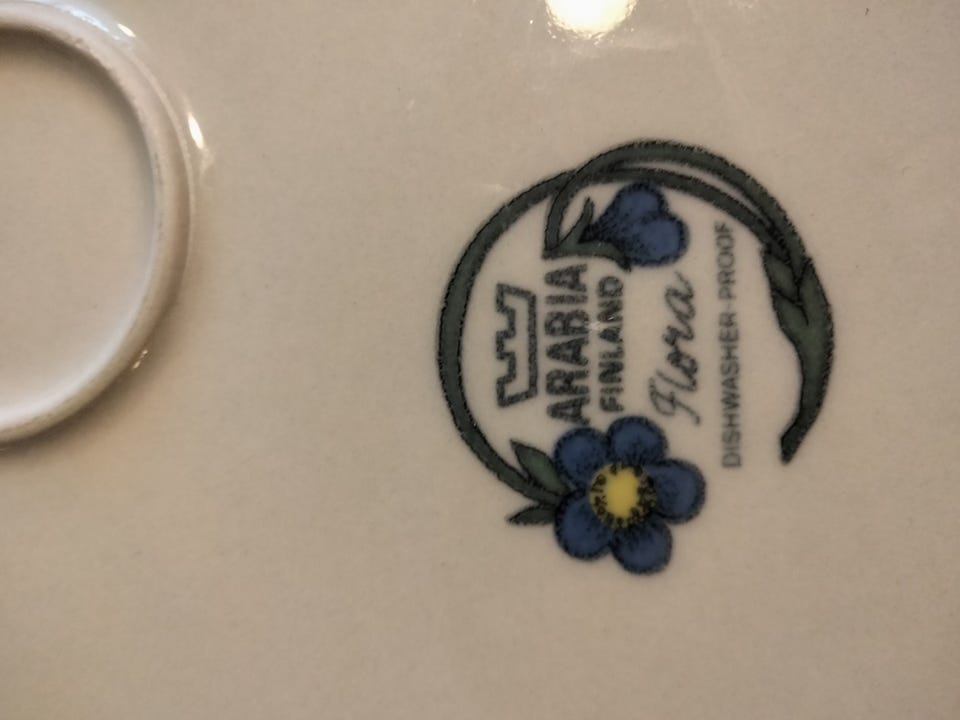 ARABIA
FINLAND
Flora
DISHWASHER-PROOF